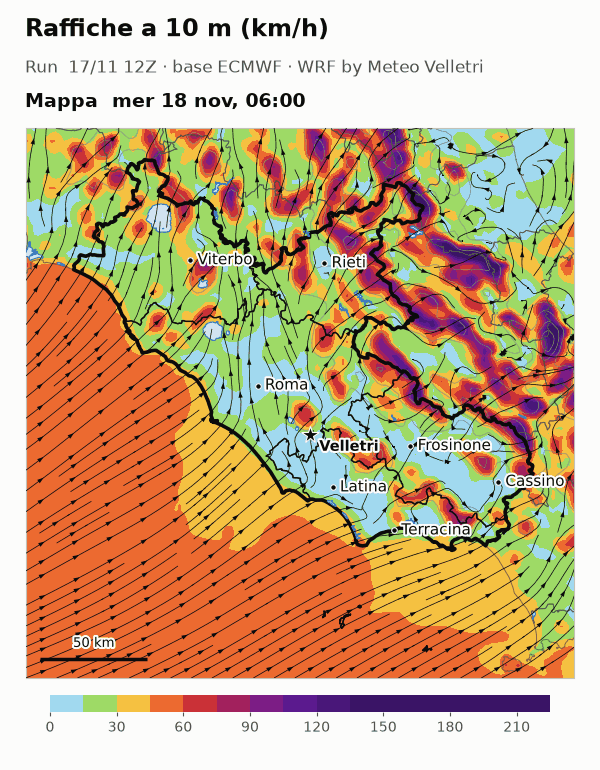 Raffiche a 10 m (km/h)
Run  17/11 12Z · base ECMWF · WRF by Meteo Velletri
Mappa  mer 18 nov, 06:00
Viterbo
Rieti
Roma
Velletri
Frosinone
Latina
Cassino
Terracina
50 km
0 30 60 90 120 150 180 210